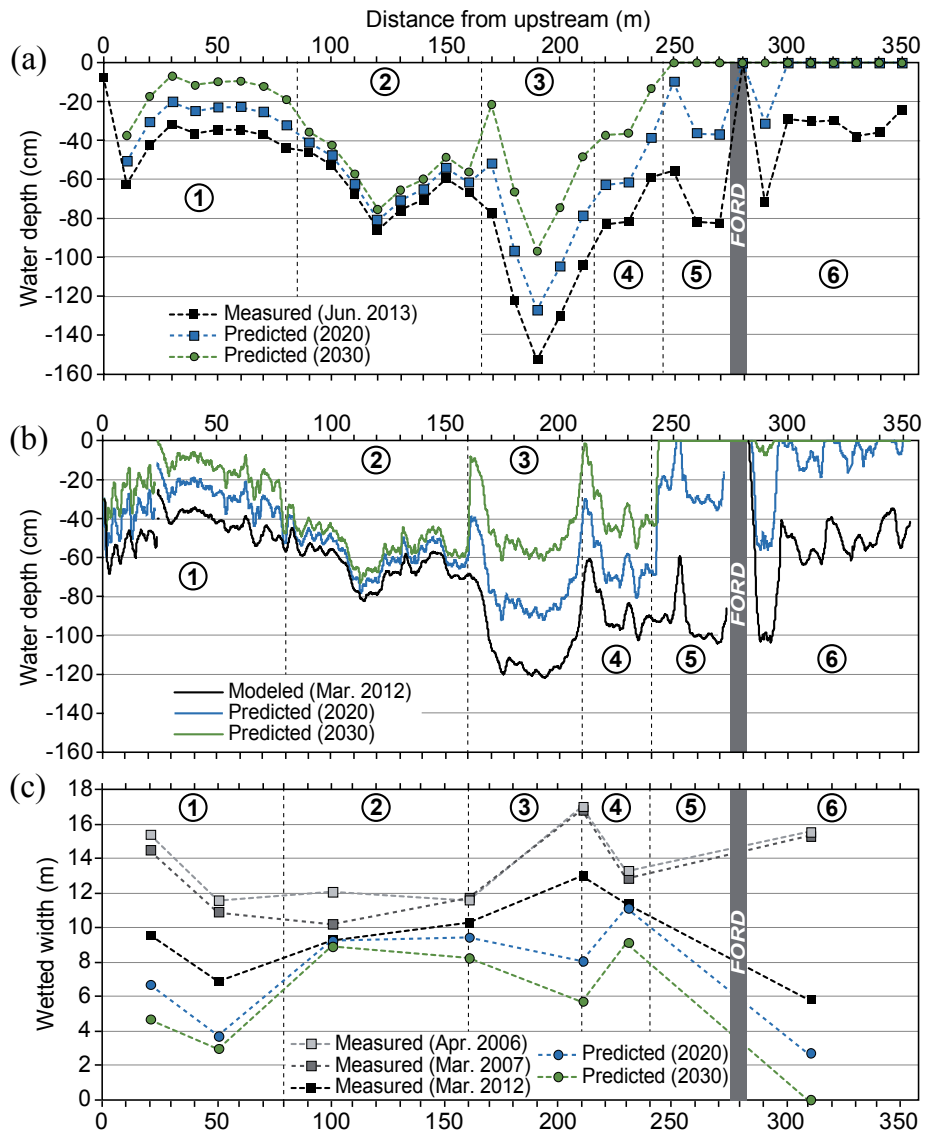 Distance from upstream (m)
(a)
0 50 100 150 200 250 300 350
0
-20
-40
-60
-80
-100
-120
-140
-160
Water depth (cm)
1 2 3 4 5 6
FORD
Measured (Jun. 2013)
Predicted (2020)
Predicted (2030)
(b)
0 50 100 150 200 250 300 350
0
-20
-40
-60
-80
-100
-120
-140
-160
Water depth (cm)
1 2 3 4 5 6
FORD
Modeled (Mar. 2012)
Predicted (2020)
Predicted (2030)
(c)
18
16
14
12
10
8
6
4
2
0
Wetted width (m)
1 2 3 4 5 6
FORD
Measured (Apr. 2006)
Measured (Mar. 2007)
Measured (Mar. 2012)
Predicted (2020)
Predicted (2030)
0 50 100 150 200 250 300 350